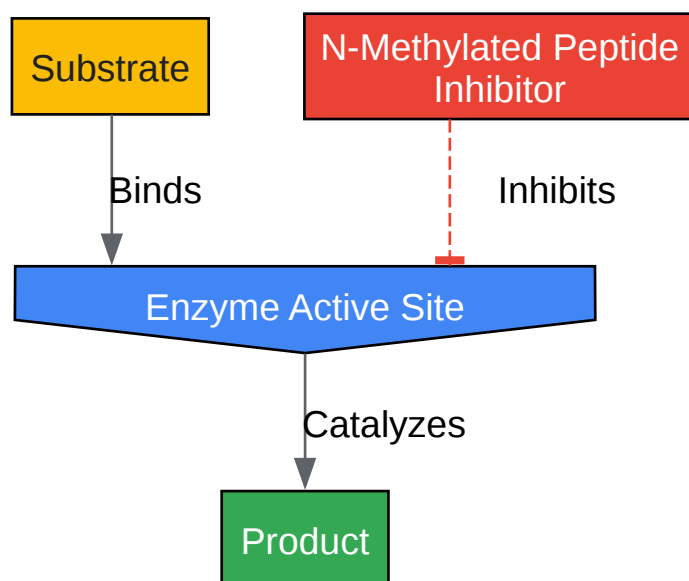 Substrate
N-Methylated Peptide
Inhibitor
Binds
Inhibits
Enzyme Active Site
Catalyzes
Product